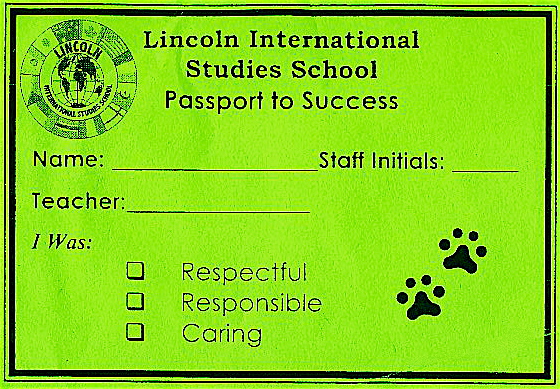 LINCOLN
INTERNATIONAL STUDIES SCHOOL
Lincoln International
Studies School
Passport to Success
Name: ____________________ Staff Initials: ______
Teacher: __________________
I Was:
☐ Respectful
☐ Responsible
☐ Caring